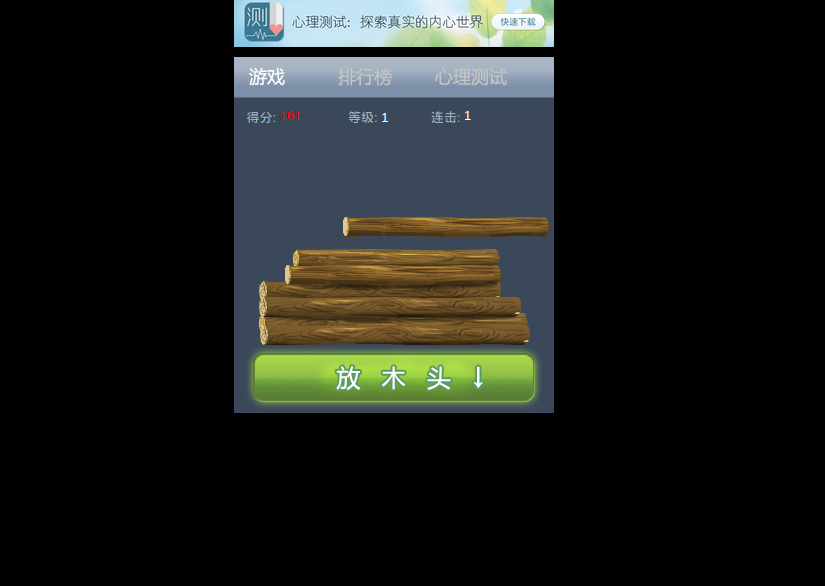 测 心理测试：探索真实的内心世界 快速下载
游戏 排行榜 心理测试
得分: 161 等级: 1 连击: 1
放 木 头 ↓